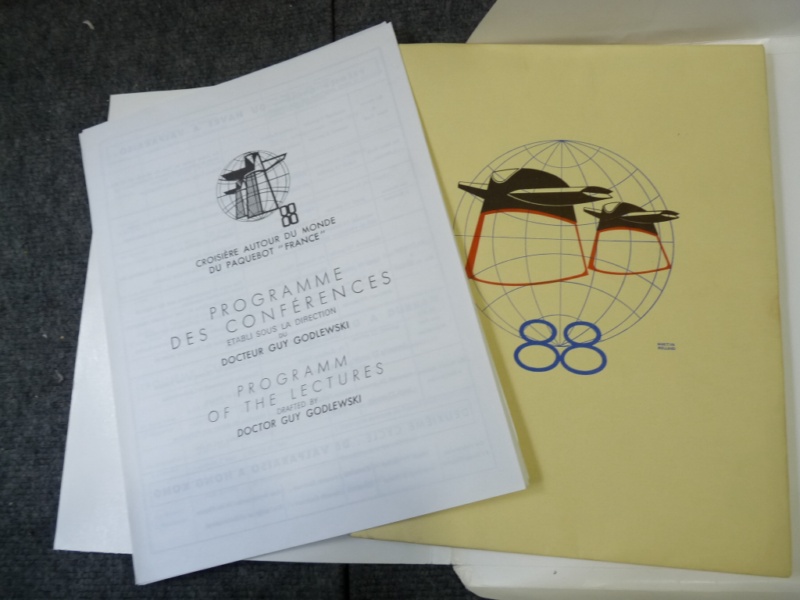 88
CROISIÈRE AUTOUR DU MONDE
DU PAQUEBOT "FRANCE"
PROGRAMME
DES CONFÉRENCES
ETABLI SOUS LA DIRECTION
DU
DOCTEUR GUY GODLEWSKI
PROGRAMM
OF THE LECTURES
DRAFTED BY
DOCTOR GUY GODLEWSKI
88